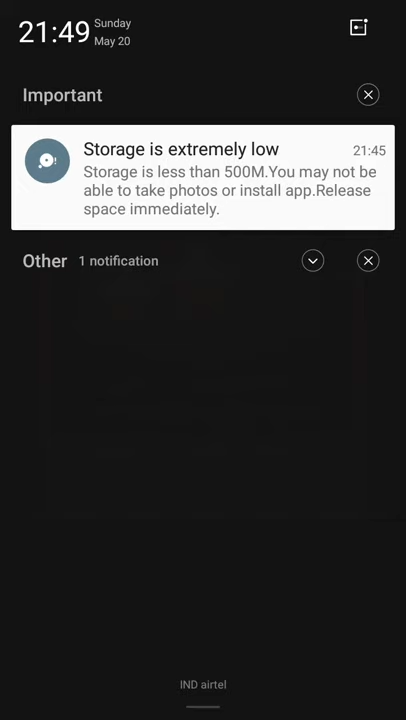 21:49 Sunday
May 20
Important
Storage is extremely low 21:45
Storage is less than 500M.You may not be
able to take photos or install app.Release
space immediately.
Other 1 notification
IND airtel